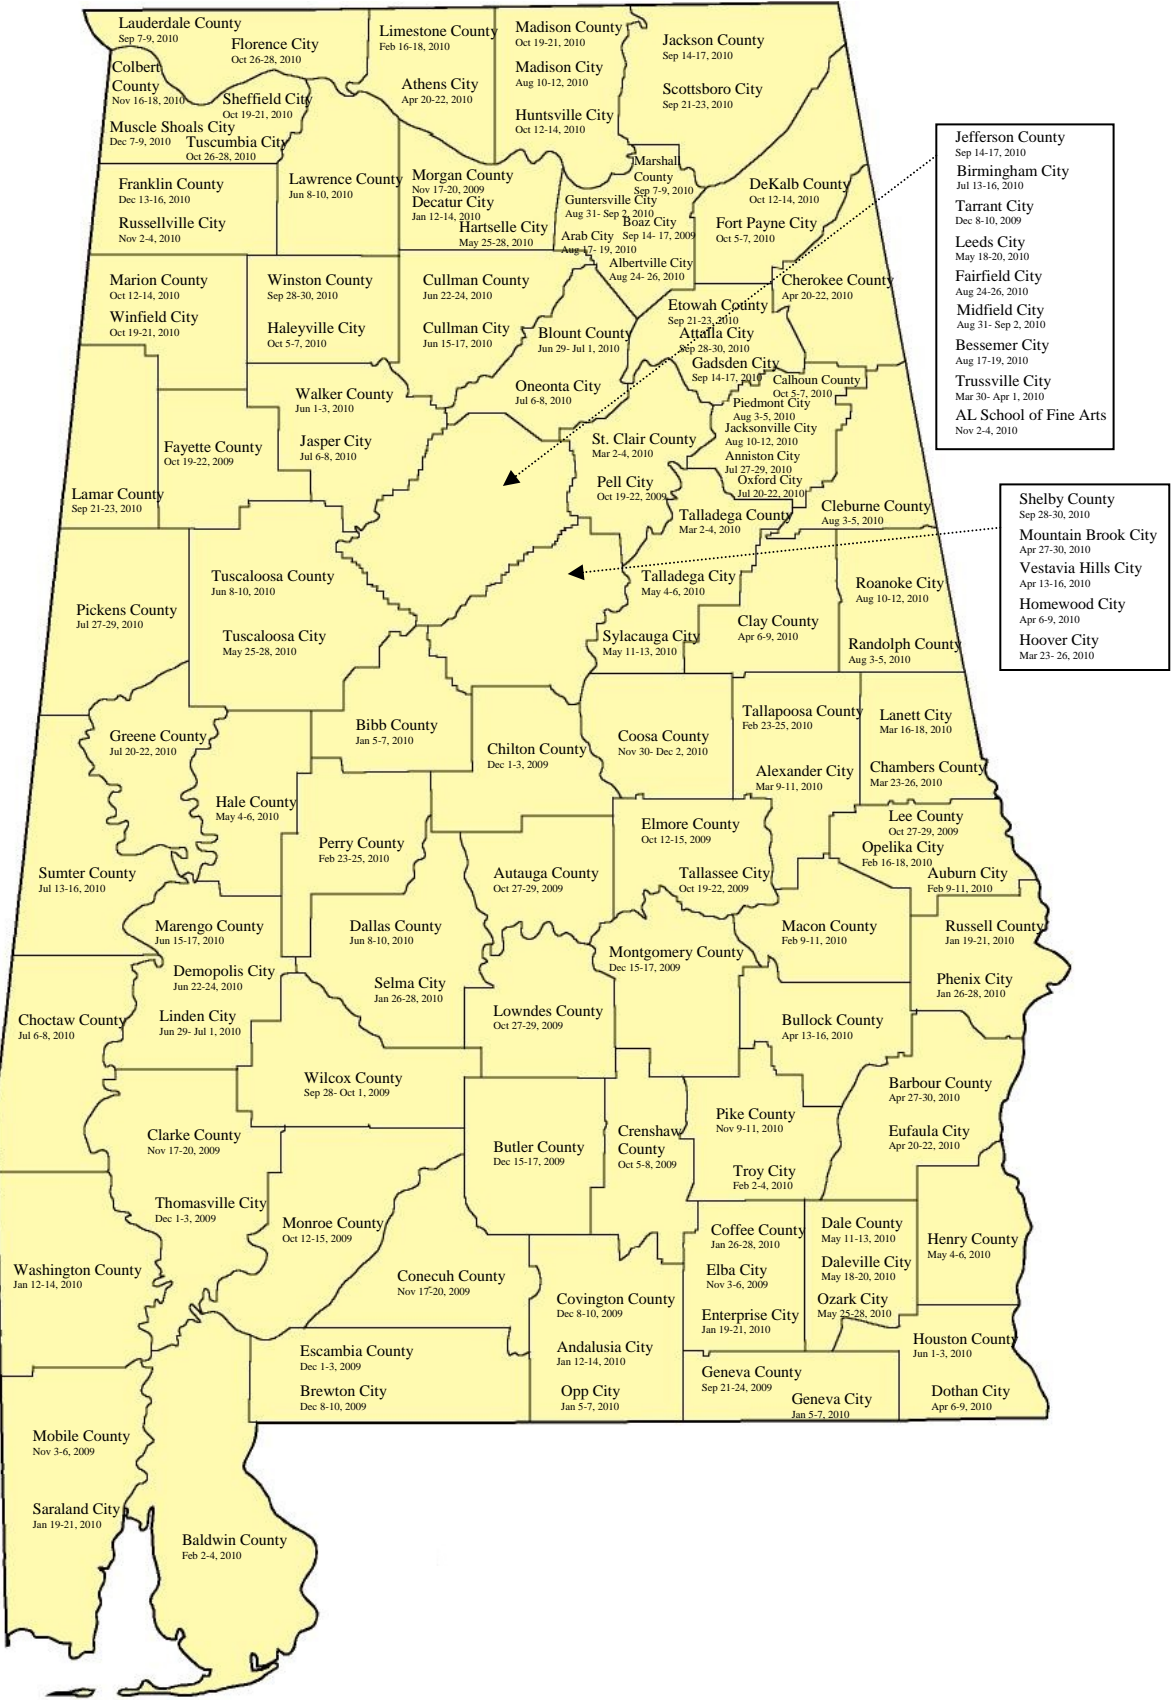 Lauderdale County
Sep 7-9, 2010
Florence City
Oct 26-28, 2010
Colbert
County
Nov 16-18, 2010
Sheffield City
Oct 19-21, 2010
Muscle Shoals City
Dec 7-9, 2010
Tuscumbia City
Oct 26-28, 2010
Limestone County
Feb 16-18, 2010
Athens City
Apr 20-22, 2010
Madison County
Oct 19-21, 2010
Madison City
Aug 10-12, 2010
Huntsville City
Oct 12-14, 2010
Jackson County
Sep 14-17, 2010
Scottsboro City
Sep 21-23, 2010
Franklin County
Dec 13-16, 2010
Russellville City
Nov 2-4, 2010
Lawrence County
Jun 8-10, 2010
Morgan County
Nov 17-20, 2009
Decatur City
Jan 12-14, 2010
Hartselle City
May 25-28, 2010
Marshall
County
Sep 7-9, 2010
Guntersville City
Aug 31- Sep 2, 2010
Boaz City
Sep 14- 17, 2009
Arab City
Aug 17- 19, 2010
Albertville City
Aug 24- 26, 2010
DeKalb County
Oct 12-14, 2010
Fort Payne City
Oct 5-7, 2010
Jefferson County
Sep 14-17, 2010
Birmingham City
Jul 13-16, 2010
Tarrant City
Dec 8-10, 2009
Leeds City
May 18-20, 2010
Fairfield City
Aug 24-26, 2010
Midfield City
Aug 31- Sep 2, 2010
Bessemer City
Aug 17-19, 2010
Trussville City
Mar 30- Apr 1, 2010
AL School of Fine Arts
Nov 2-4, 2010
Marion County
Oct 12-14, 2010
Winfield City
Oct 19-21, 2010
Winston County
Sep 28-30, 2010
Haleyville City
Oct 5-7, 2010
Cullman County
Jun 22-24, 2010
Cullman City
Jun 15-17, 2010
Blount County
Jun 29- Jul 1, 2010
Oneonta City
Jul 6-8, 2010
Cherokee County
Apr 20-22, 2010
Etowah County
Sep 21-23, 2010
Attalla City
Sep 28-30, 2010
Gadsden City
Sep 14-17, 2010
Calhoun County
Oct 5-7, 2010
Piedmont City
Aug 3-5, 2010
Jacksonville City
Aug 10-12, 2010
Anniston City
Jul 27-29, 2010
Oxford City
Jul 20-22, 2010
Walker County
Jun 1-3, 2010
Jasper City
Jul 6-8, 2010
Fayette County
Oct 19-22, 2009
Lamar County
Sep 21-23, 2010
St. Clair County
Mar 2-4, 2010
Pell City
Oct 19-22, 2009
Talladega County
Mar 2-4, 2010
Cleburne County
Aug 3-5, 2010
Shelby County
Sep 28-30, 2010
Mountain Brook City
Apr 27-30, 2010
Vestavia Hills City
Apr 13-16, 2010
Homewood City
Apr 6-9, 2010
Hoover City
Mar 23- 26, 2010
Tuscaloosa County
Jun 8-10, 2010
Tuscaloosa City
May 25-28, 2010
Pickens County
Jul 27-29, 2010
Talladega City
May 4-6, 2010
Sylacauga City
May 11-13, 2010
Clay County
Apr 6-9, 2010
Roanoke City
Aug 10-12, 2010
Randolph County
Aug 3-5, 2010
Greene County
Jul 20-22, 2010
Bibb County
Jan 5-7, 2010
Chilton County
Dec 1-3, 2009
Coosa County
Nov 30- Dec 2, 2010
Tallapoosa County
Feb 23-25, 2010
Alexander City
Mar 9-11, 2010
Lanett City
Mar 16-18, 2010
Chambers County
Mar 23-26, 2010
Hale County
May 4-6, 2010
Perry County
Feb 23-25, 2010
Elmore County
Oct 12-15, 2009
Tallassee City
Oct 19-22, 2009
Lee County
Oct 27-29, 2009
Opelika City
Feb 16-18, 2010
Auburn City
Feb 9-11, 2010
Sumter County
Jul 13-16, 2010
Autauga County
Oct 27-29, 2009
Marengo County
Jun 15-17, 2010
Demopolis City
Jun 22-24, 2010
Linden City
Jun 29- Jul 1, 2010
Dallas County
Jun 8-10, 2010
Selma City
Jan 26-28, 2010
Montgomery County
Dec 15-17, 2009
Macon County
Feb 9-11, 2010
Russell County
Jan 19-21, 2010
Phenix City
Jan 26-28, 2010
Choctaw County
Jul 6-8, 2010
Lowndes County
Oct 27-29, 2009
Bullock County
Apr 13-16, 2010
Wilcox County
Sep 28- Oct 1, 2009
Barbour County
Apr 27-30, 2010
Eufaula City
Apr 20-22, 2010
Clarke County
Nov 17-20, 2009
Thomasville City
Dec 1-3, 2009
Butler County
Dec 15-17, 2009
Crenshaw
County
Oct 5-8, 2009
Pike County
Nov 9-11, 2010
Troy City
Feb 2-4, 2010
Monroe County
Oct 12-15, 2009
Washington County
Jan 12-14, 2010
Conecuh County
Nov 17-20, 2009
Coffee County
Jan 26-28, 2010
Elba City
Nov 3-6, 2009
Enterprise City
Jan 19-21, 2010
Dale County
May 11-13, 2010
Daleville City
May 18-20, 2010
Ozark City
May 25-28, 2010
Henry County
May 4-6, 2010
Covington County
Dec 8-10, 2009
Andalusia City
Jan 12-14, 2010
Opp City
Jan 5-7, 2010
Escambia County
Dec 1-3, 2009
Brewton City
Dec 8-10, 2009
Houston County
Jun 1-3, 2010
Dothan City
Apr 6-9, 2010
Geneva County
Sep 21-24, 2009
Geneva City
Jan 5-7, 2010
Mobile County
Nov 3-6, 2009
Saraland City
Jan 19-21, 2010
Baldwin County
Feb 2-4, 2010